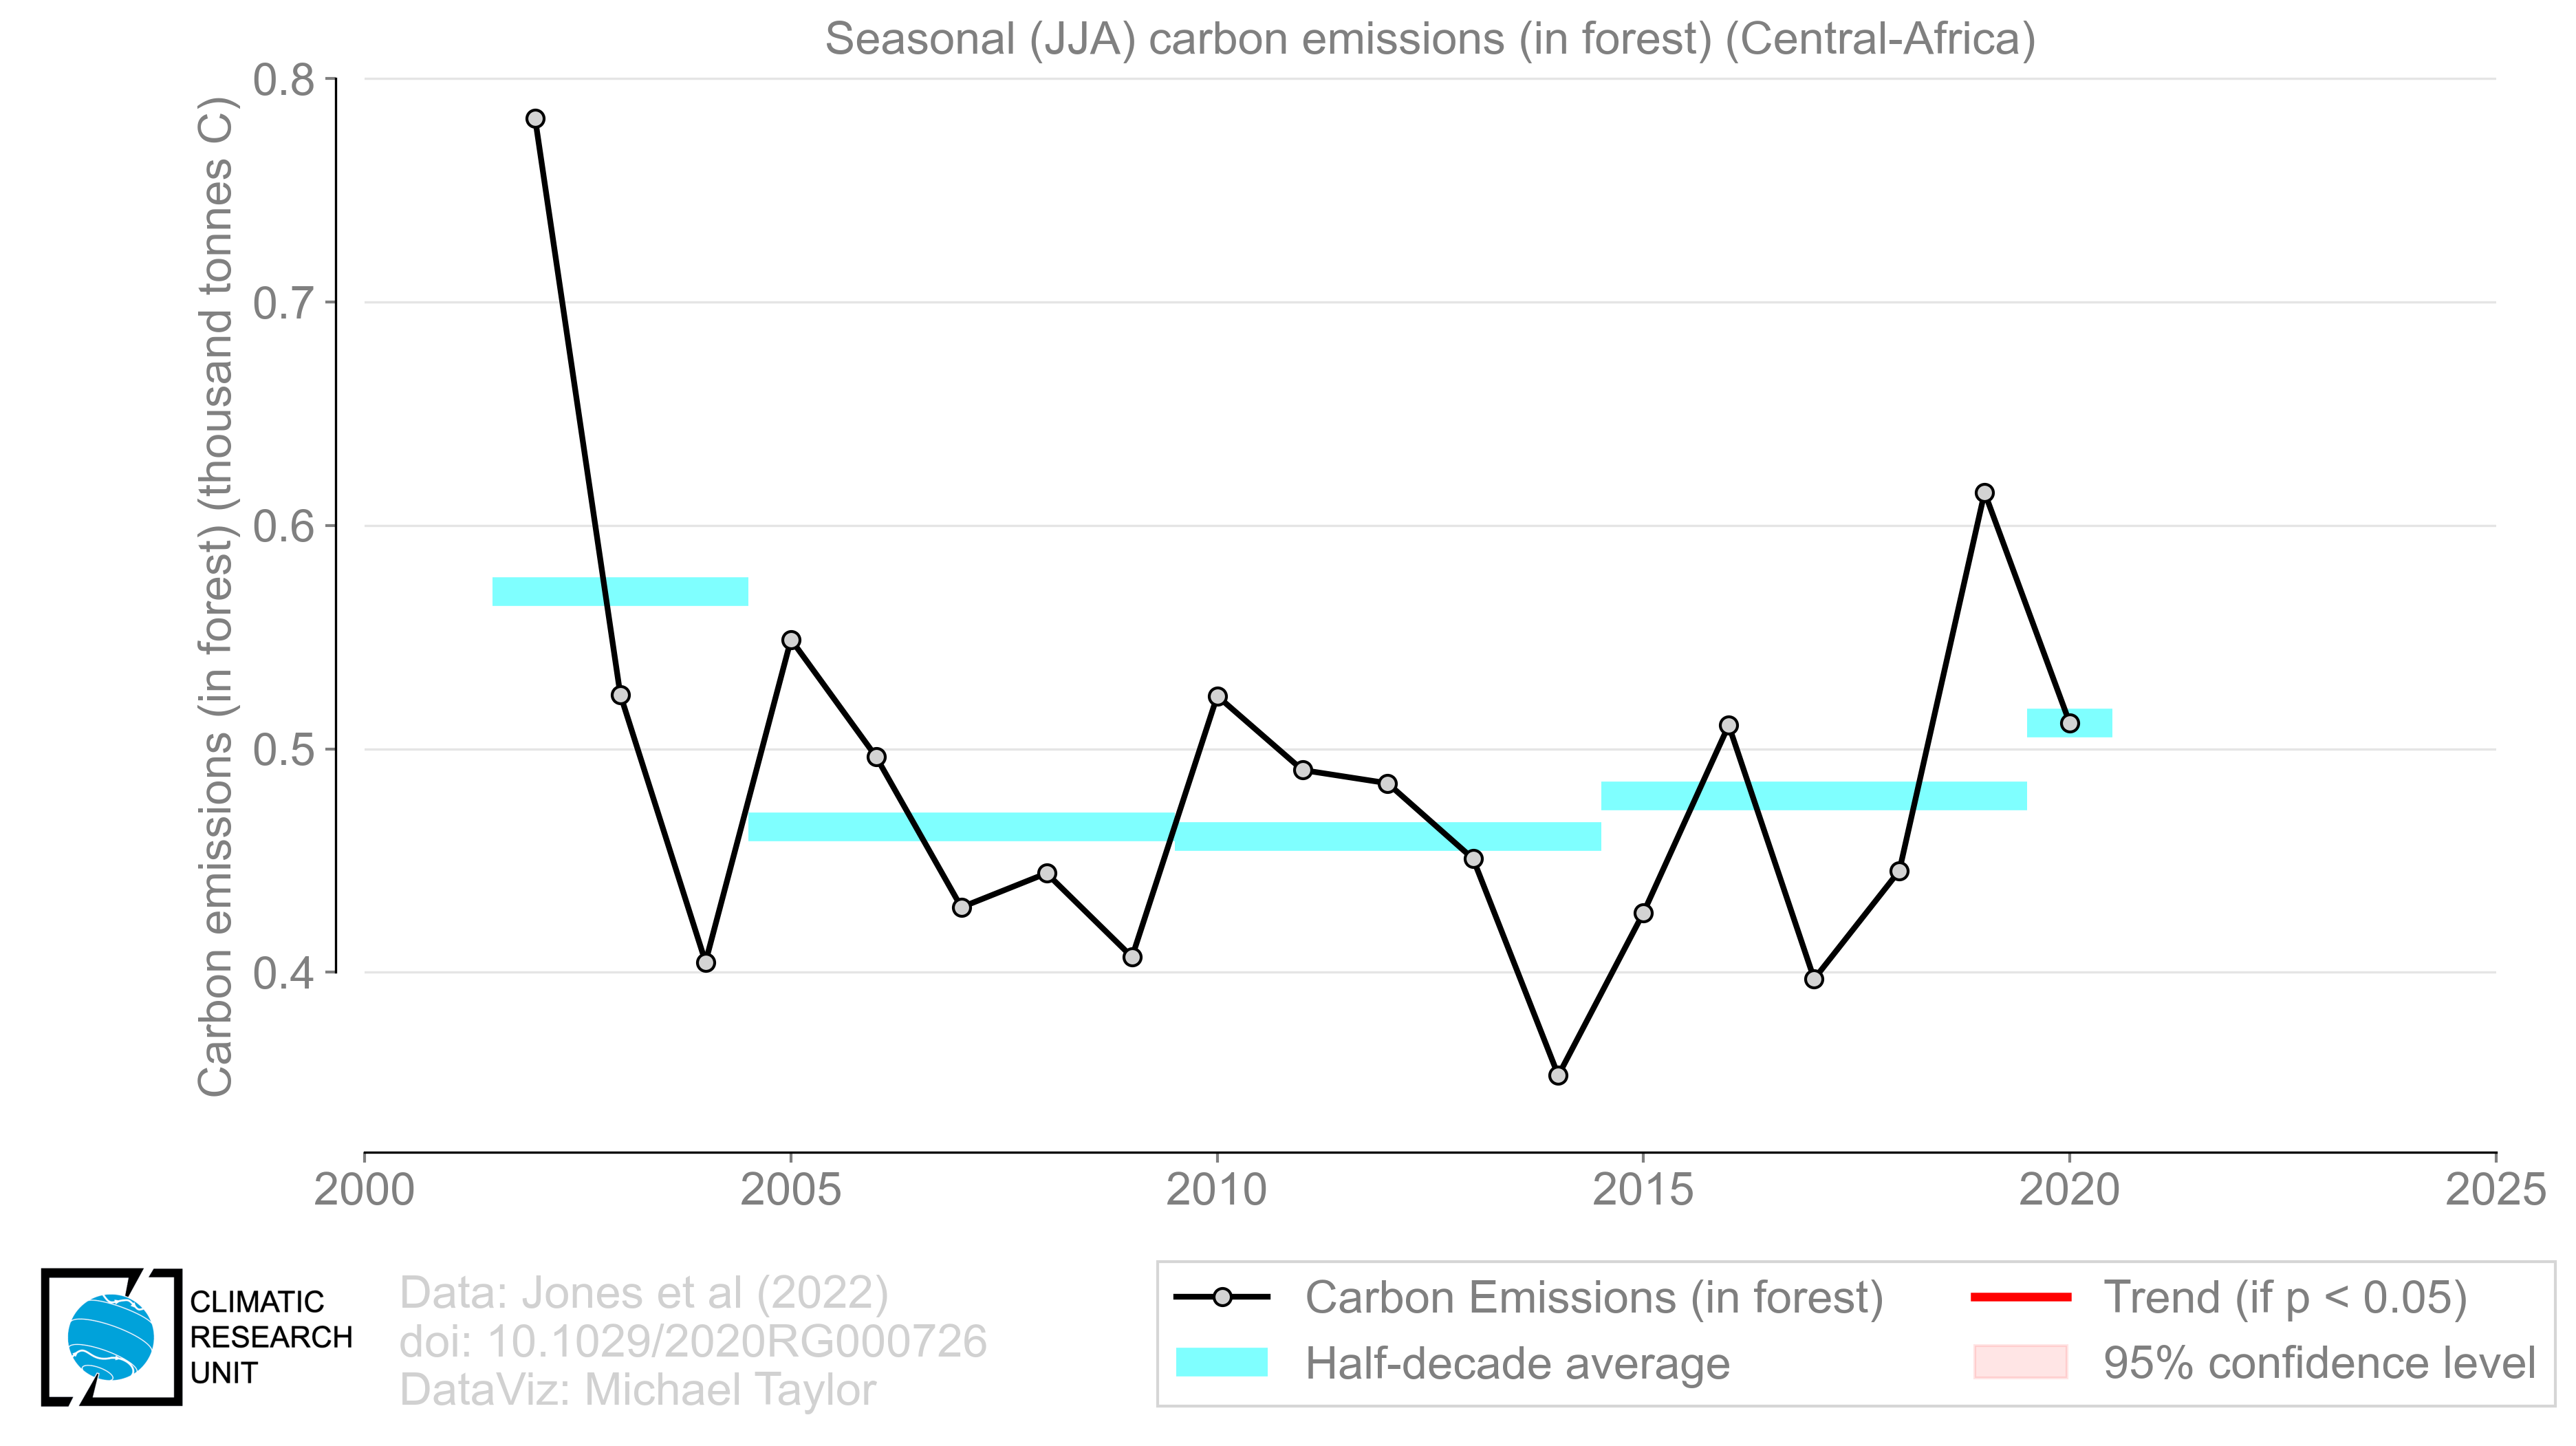 Seasonal (JJA) carbon emissions (in forest) (Central-Africa)
Carbon emissions (in forest) (thousand tonnes C)
0.8
0.7
0.6
0.5
0.4
2000
2005
2010
2015
2020
2025
CLIMATIC
RESEARCH
UNIT
Data: Jones et al (2022)
doi: 10.1029/2020RG000726
DataViz: Michael Taylor
Carbon Emissions (in forest)
Half-decade average
Trend (if p < 0.05)
95% confidence level